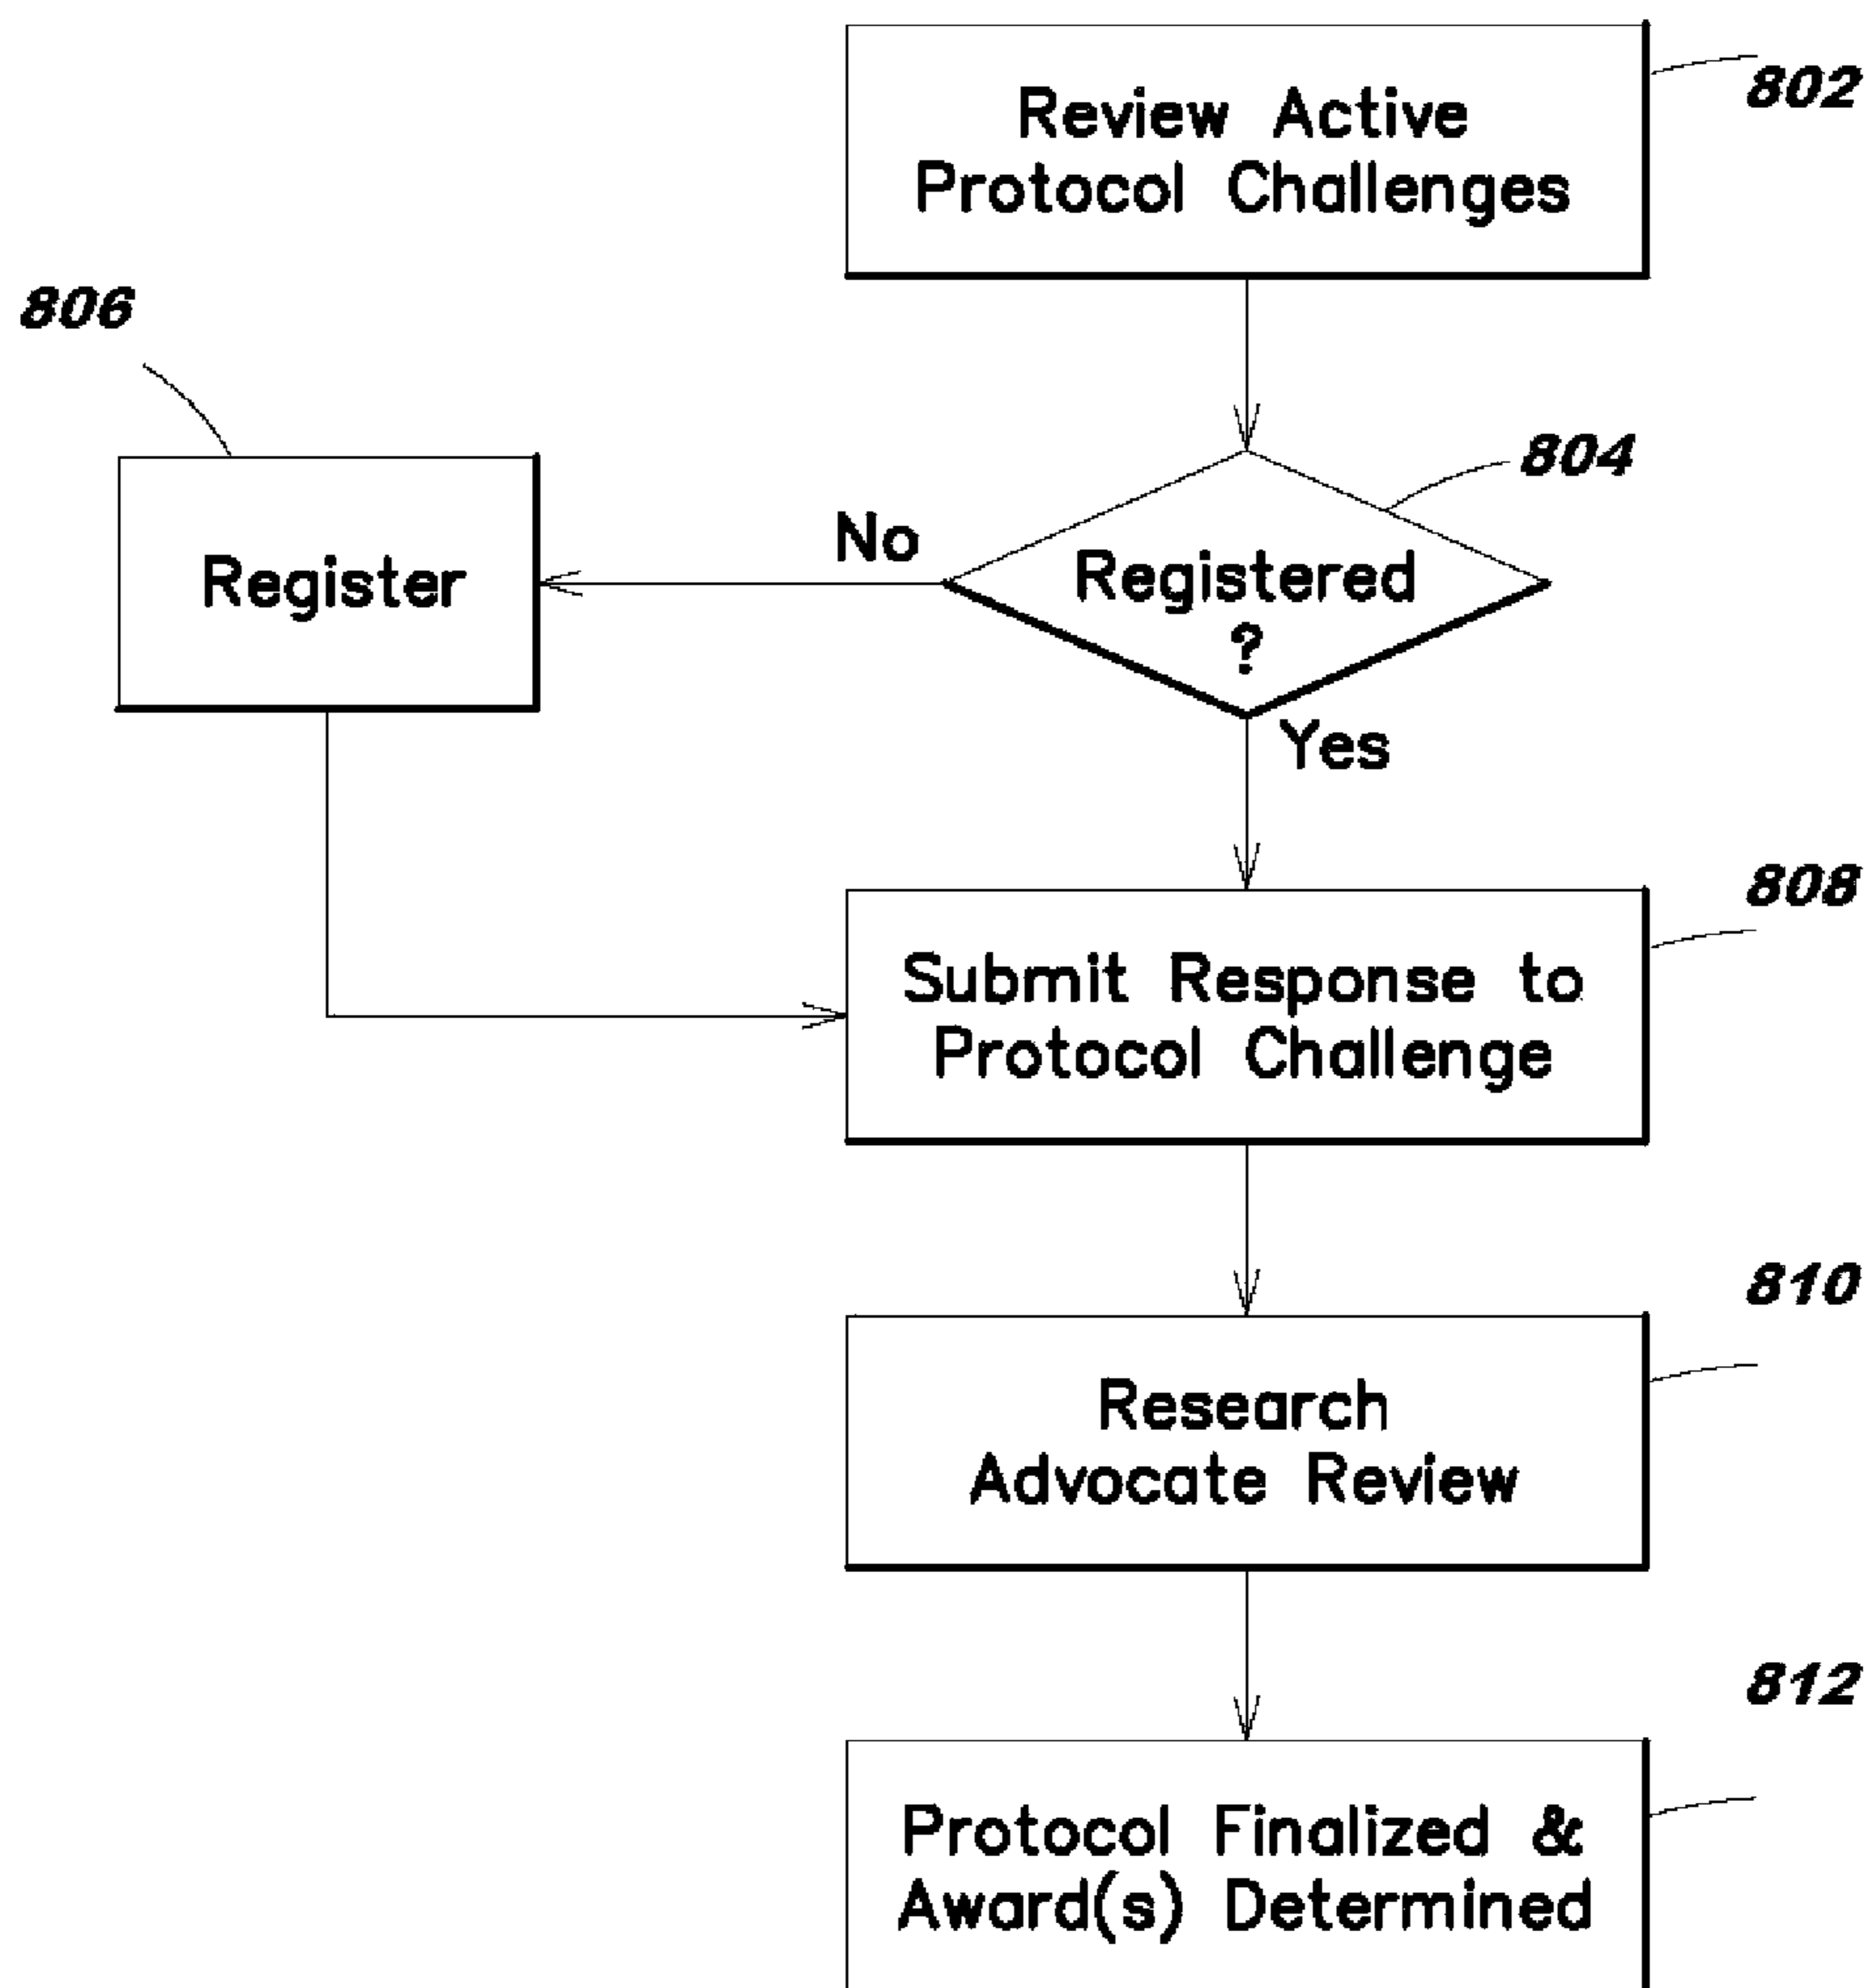 Review Active
Protocol Challenges
802
806
804
No
Register
Registered
?
Yes
808
Submit Response to
Protocol Challenge
810
Research
Advocate Review
812
Protocol Finalized &
Award(s) Determined